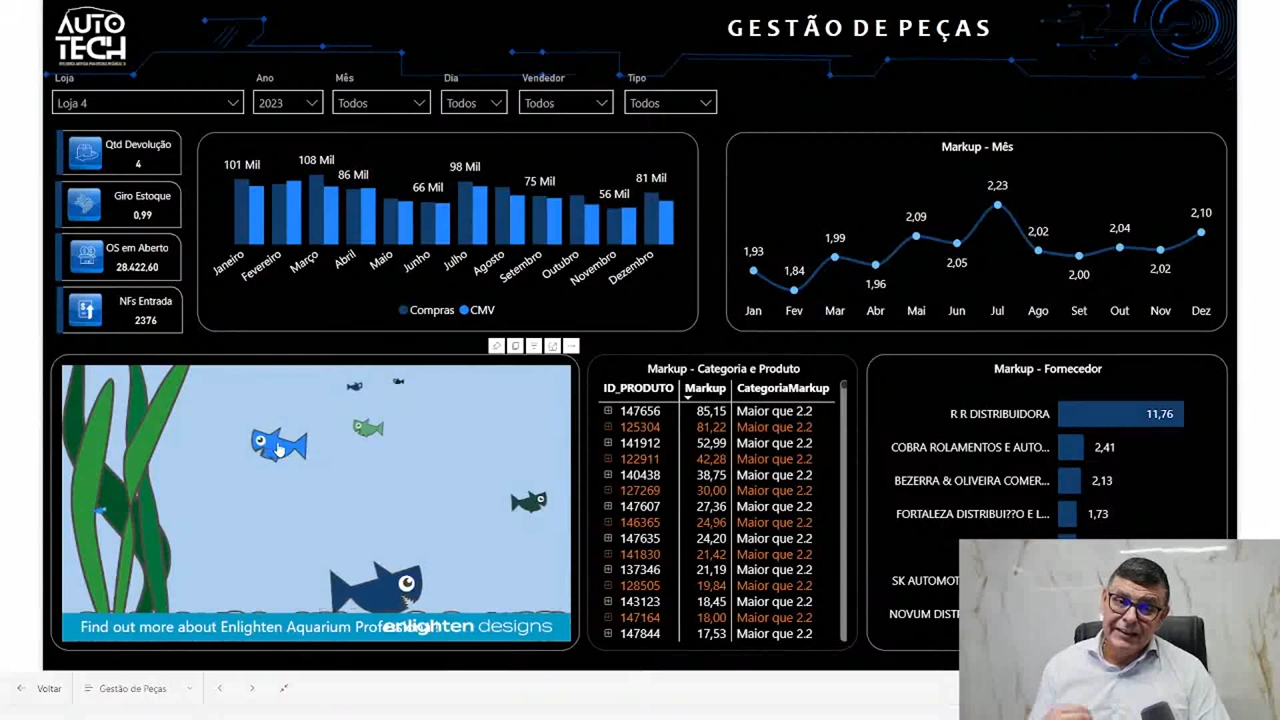 AUTO
TECH
GESTÃO DE PEÇAS
Loja
Ano
Mês
Dia
Vendedor
Tipo
Loja 4
2023
Todos
Todos
Todos
Todos
Qtd Devolução
4
Giro Estoque
0,99
OS em Aberto
28.422,60
NFs Entrada
2376
101 Mil
108 Mil
86 Mil
66 Mil
98 Mil
75 Mil
56 Mil
81 Mil
Janeiro
Fevereiro
Março
Abril
Maio
Junho
Julho
Agosto
Setembro
Outubro
Novembro
Dezembro
Compras
CMV
Markup - Mês
1,93
1,84
1,99
1,96
2,09
2,05
2,23
2,02
2,00
2,04
2,02
2,10
Jan Fev Mar Abr Mai Jun Jul Ago Set Out Nov Dez
Find out more about Enlighten Aquarium
enlighten designs
Markup - Categoria e Produto
ID_PRODUTO Markup CategoriaMarkup
147656 85,15 Maior que 2.2
125304 81,22 Maior que 2.2
141912 52,99 Maior que 2.2
122911 42,28 Maior que 2.2
140438 38,75 Maior que 2.2
127269 30,00 Maior que 2.2
147607 27,36 Maior que 2.2
146365 24,96 Maior que 2.2
147635 24,20 Maior que 2.2
141830 21,42 Maior que 2.2
137346 21,19 Maior que 2.2
128505 19,84 Maior que 2.2
143123 18,45 Maior que 2.2
147164 18,00 Maior que 2.2
147844 17,53 Maior que 2.2
Markup - Fornecedor
R R DISTRIBUIDORA 11,76
COBRA ROLAMENTOS E AUTO... 2,41
BEZERRA & OLIVEIRA COMER... 2,13
FORTALEZA DISTRIBUI??O E L... 1,73
SK AUTOMOT
NOVUM DIST
Voltar
Gestão de Peças